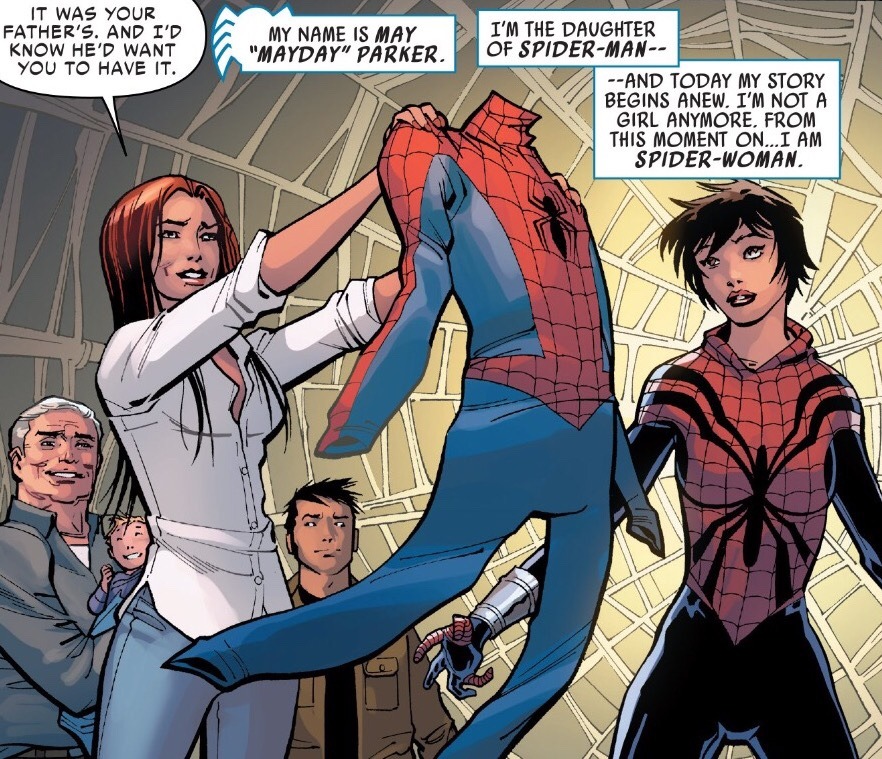 IT WAS YOUR
FATHER'S. AND I'D
KNOW HE'D WANT
YOU TO HAVE IT.
MY NAME IS MAY
"MAYDAY" PARKER.
I'M THE DAUGHTER
OF SPIDER-MAN--
--AND TODAY MY STORY
BEGINS ANEW. I'M NOT A
GIRL ANYMORE. FROM
THIS MOMENT ON...I AM
SPIDER-WOMAN.